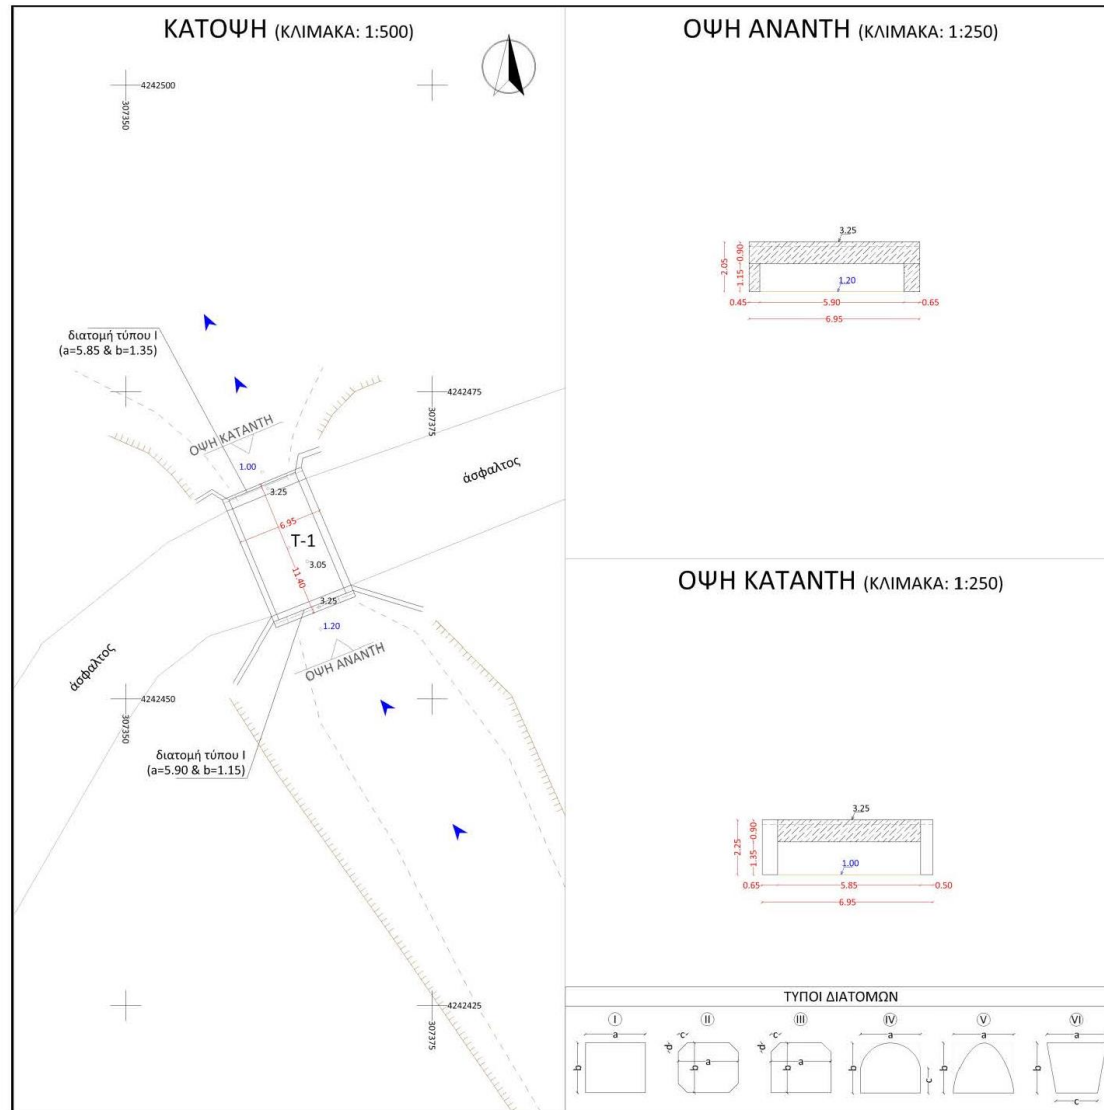 ΚΑΤΟΨΗ (ΚΛΙΜΑΚΑ: 1:500)
4242500
307350
διατομή τύπου Ι
(a=5.85 & b=1.35)
4242475
307375
ΟΨΗ ΚΑΤΑΝΤΗ
1.00
3.25
άσφαλτος
6.95
T-1
3.05
11.40
3.25
1.20
ΟΨΗ ΑΝΑΝΤΗ
άσφαλτος
4242450
307350
διατομή τύπου Ι
(a=5.90 & b=1.15)
4242425
307375
ΟΨΗ ΑΝΑΝΤΗ (ΚΛΙΜΑΚΑ: 1:250)
3.25
2.05
0.90
1.15
1.20
0.45 5.90 0.65
6.95
ΟΨΗ ΚΑΤΑΝΤΗ (ΚΛΙΜΑΚΑ: 1:250)
3.25
2.25
0.90
1.35
1.00
0.65 5.85 0.50
6.95
ΤΥΠΟΙ ΔΙΑΤΟΜΩΝ
I II III IV V VI
a c c a a a
b d b a d b a b c b b c